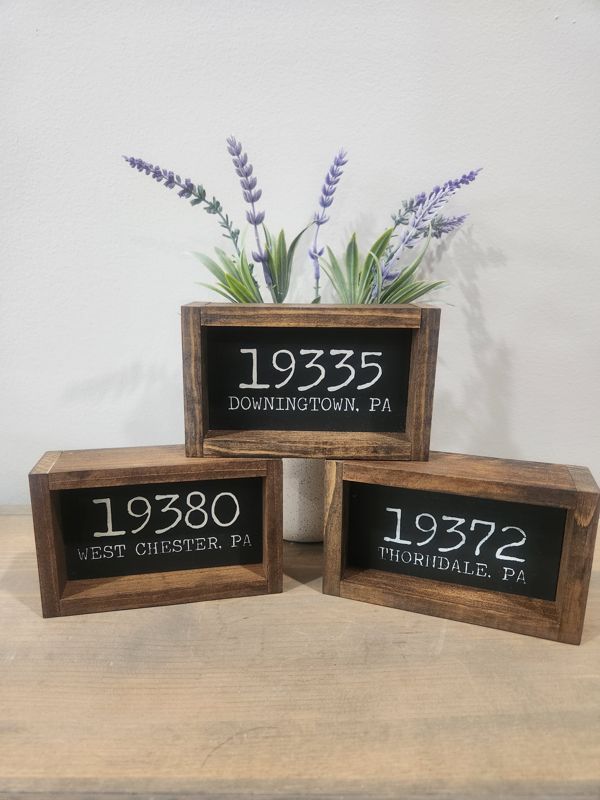 19335
DOWNINGTOWN, PA
19380
WEST CHESTER, PA
19372
THORNDALE, PA